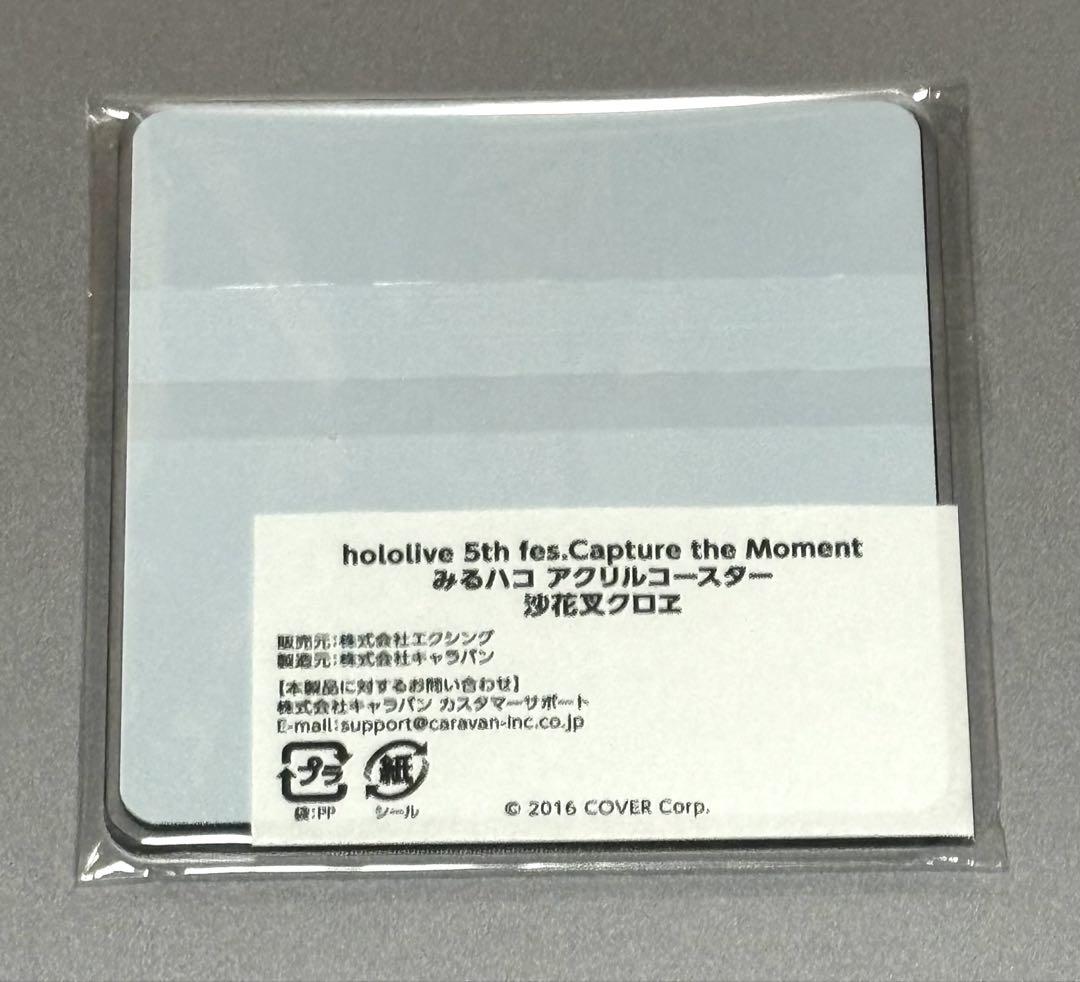 hololive 5th fes.Capture the Moment
みるハコ アクリルコースター
沙花叉クロヱ
販売元:株式会社エクシング
製造元:株式会社キャラバン
【本製品に対するお問い合わせ】
株式会社キャラバン カスタマーサポート
E-mail:support@caravan-inc.co.jp
プラ 紙
袋:PP シール
© 2016 COVER Corp.